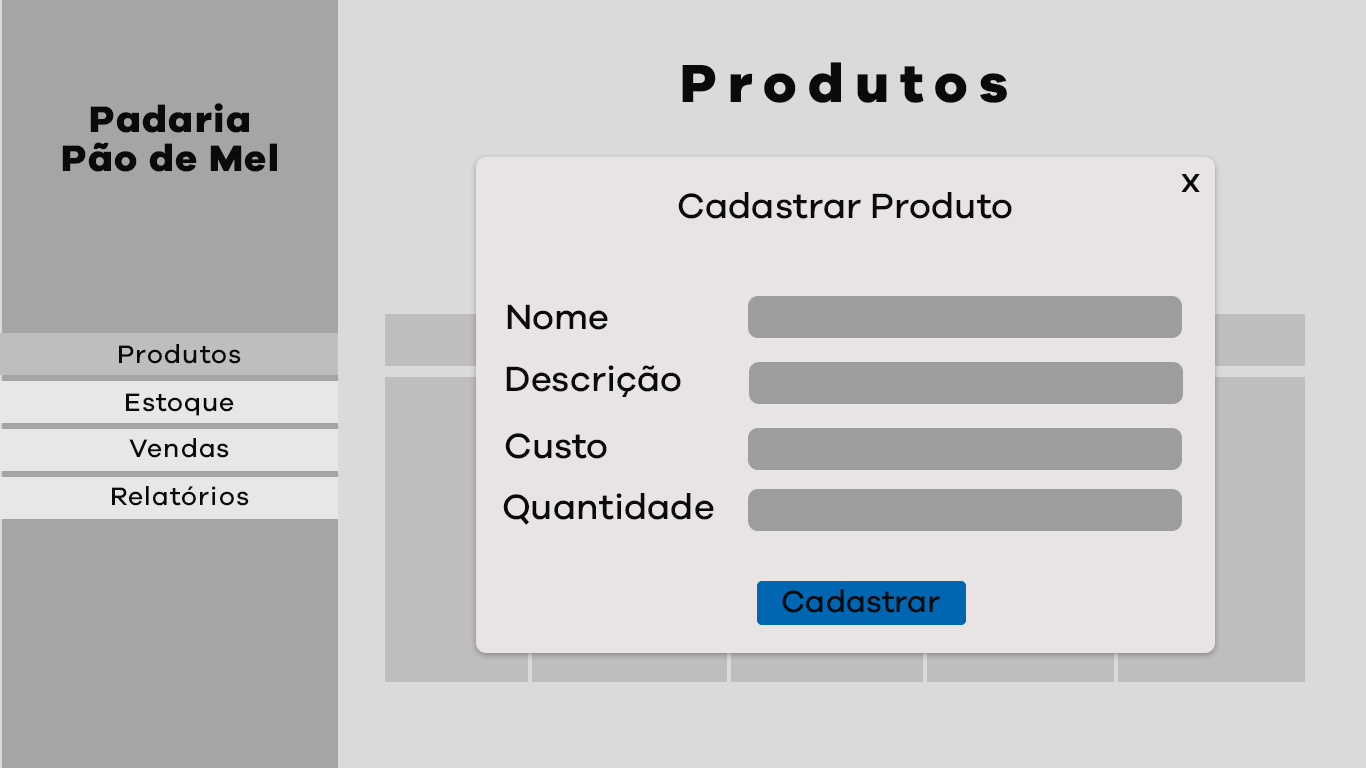 Padaria
Pão de Mel
Produtos
Estoque
Vendas
Relatórios
Produtos
X
Cadastrar Produto
Nome
Descrição
Custo
Quantidade
Cadastrar